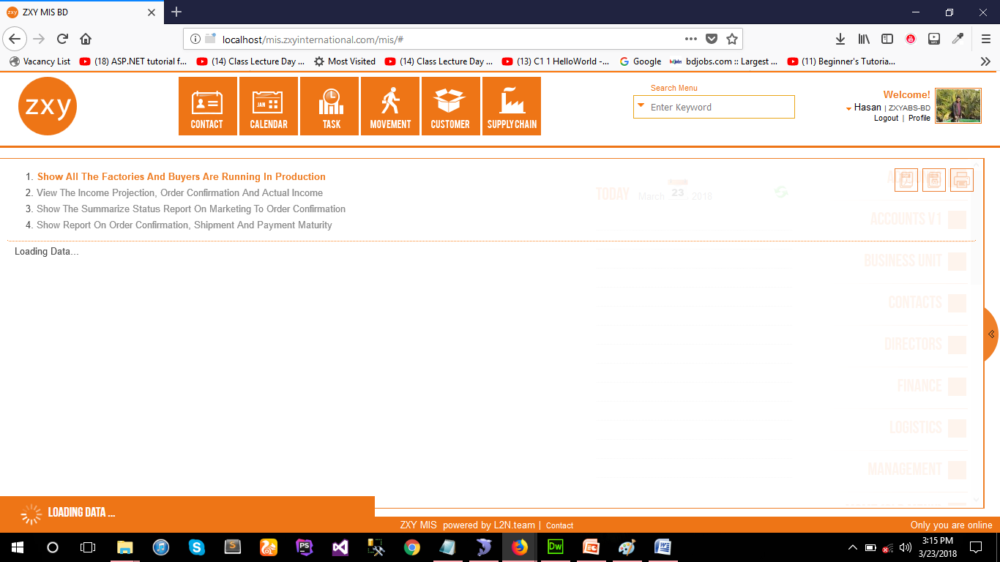 zxy ZXY MIS BD
localhost/mis.zxyinternational.com/mis/#
Vacancy List (18) ASP.NET tutorial f... (14) Class Lecture Day ... Most Visited (14) Class Lecture Day ... (13) C1 1 HelloWorld -... Google bdjobs bdjobs.com :: Largest ... (11) Beginner's Tutoria...
zxy
CONTACT
JAN
CALENDAR
TASK
MOVEMENT
CUSTOMER
SUPPLY CHAIN
Search Menu
Enter Keyword
Welcome!
Hasan | ZXYABS-BD
Logout | Profile
1. Show All The Factories And Buyers Are Running In Production
2. View The Income Projection, Order Confirmation And Actual Income
3. Show The Summarize Status Report On Marketing To Order Confirmation
4. Show Report On Order Confirmation, Shipment And Payment Maturity
Loading Data...
TODAY March 23, 2018
ACCOUNTS V1
BUSINESS UNIT
CONTACTS
DIRECTORS
FINANCE
LOGISTICS
MANAGEMENT
LOADING DATA ...
ZXY MIS powered by L2N.team | Contact
Only you are online
3:15 PM
3/23/2018